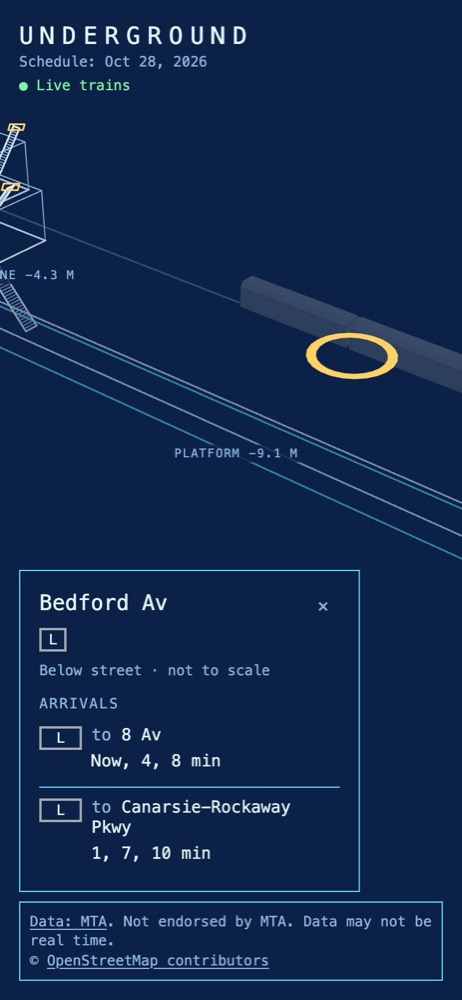 UNDERGROUND
Schedule: Oct 28, 2026
Live trains
NE −4.3 M
PLATFORM −9.1 M
Bedford Av ×
L
Below street · not to scale
ARRIVALS
L to 8 Av
Now, 4, 8 min
L to Canarsie–Rockaway
Pkwy
1, 7, 10 min
Data: MTA. Not endorsed by MTA. Data may not be
real time.
© OpenStreetMap contributors